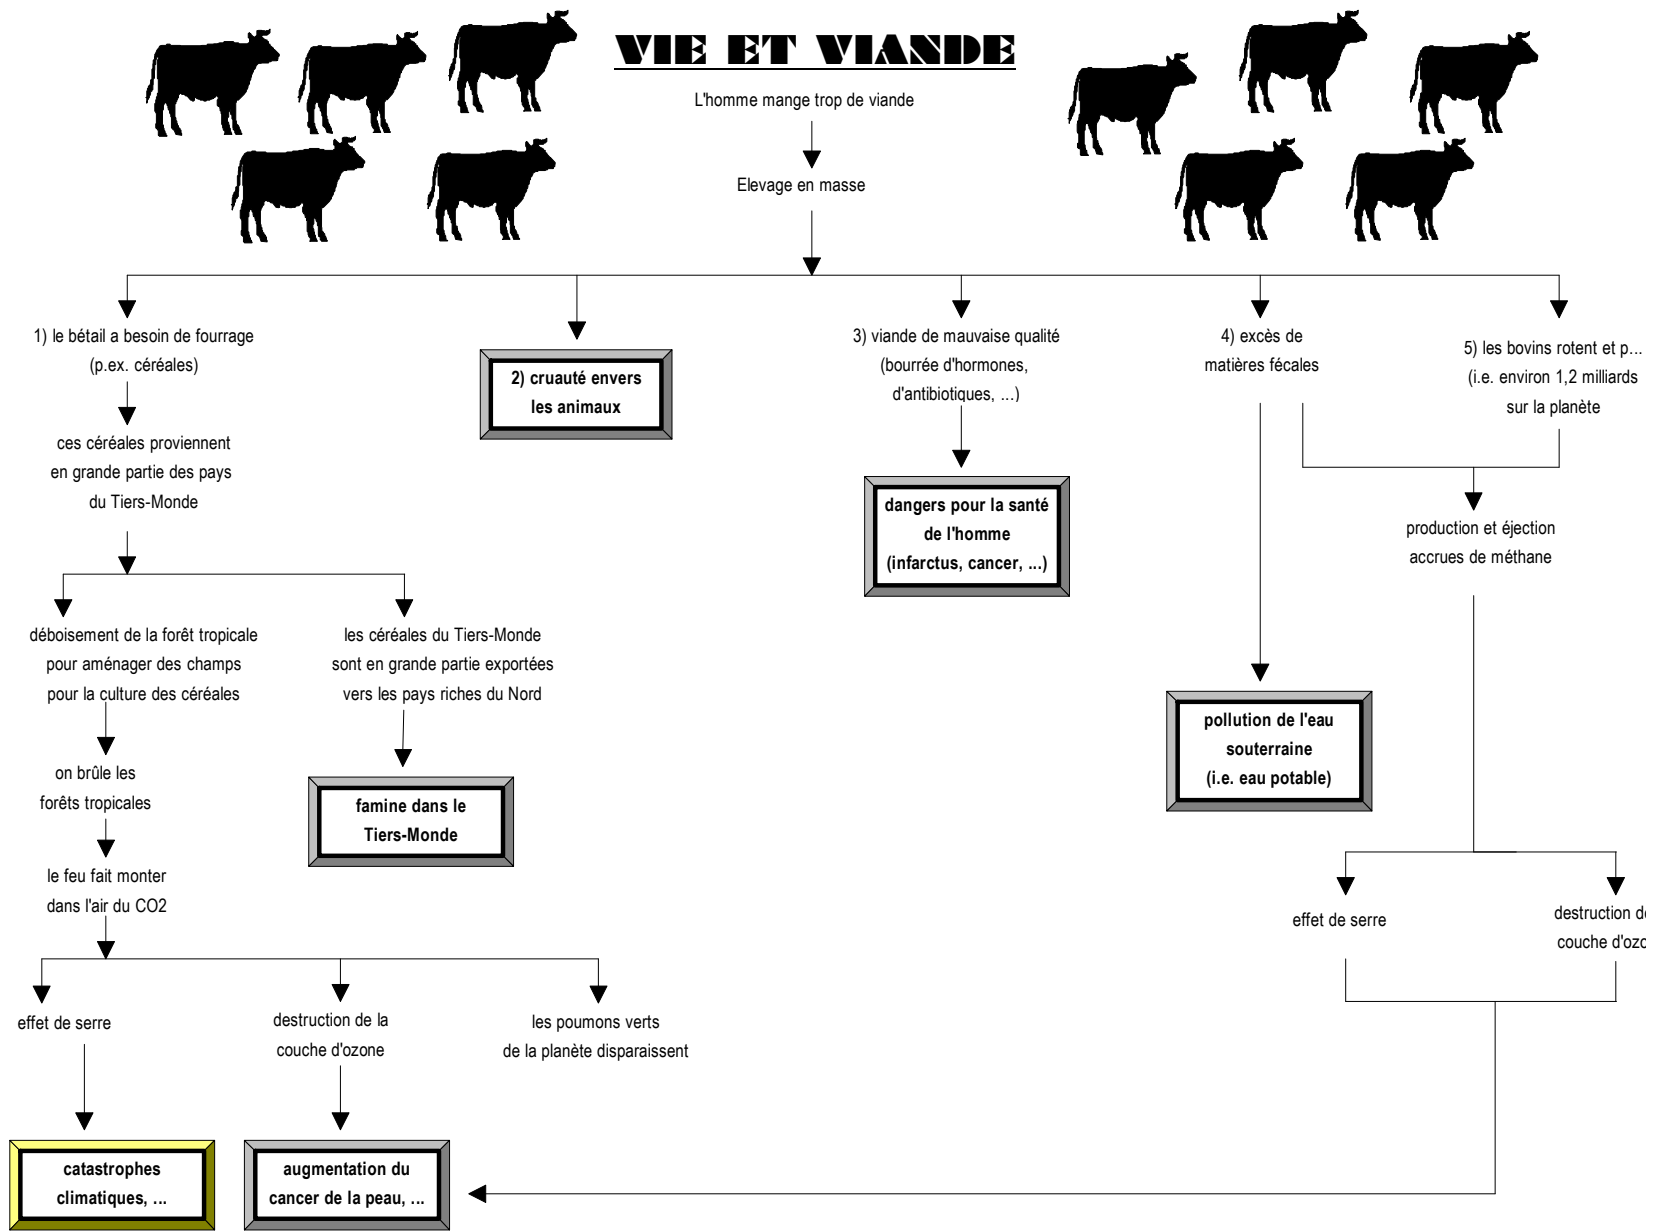 VIE ET VIANDE
L'homme mange trop de viande
Elevage en masse
1) le bétail a besoin de fourrage
(p.ex. céréales)
2) cruauté envers
les animaux
3) viande de mauvaise qualité
(bourrée d'hormones,
d'antibiotiques, ...)
4) excès de
matières fécales
5) les bovins rotent et p...
(i.e. environ 1,2 milliards
sur la planète
ces céréales proviennent
en grande partie des pays
du Tiers-Monde
dangers pour la santé
de l'homme
(infarctus, cancer, ...)
production et éjection
accrues de méthane
déboisement de la forêt tropicale
pour aménager des champs
pour la culture des céréales
les céréales du Tiers-Monde
sont en grande partie exportées
vers les pays riches du Nord
pollution de l'eau
souterraine
(i.e. eau potable)
on brûle les
forêts tropicales
famine dans le
Tiers-Monde
le feu fait monter
dans l'air du CO2
effet de serre
destruction
couche
effet de serre
destruction de la
couche d'ozone
les poumons verts
de la planète disparaissent
catastrophes
climatiques, ...
augmentation du
cancer de la peau, ...